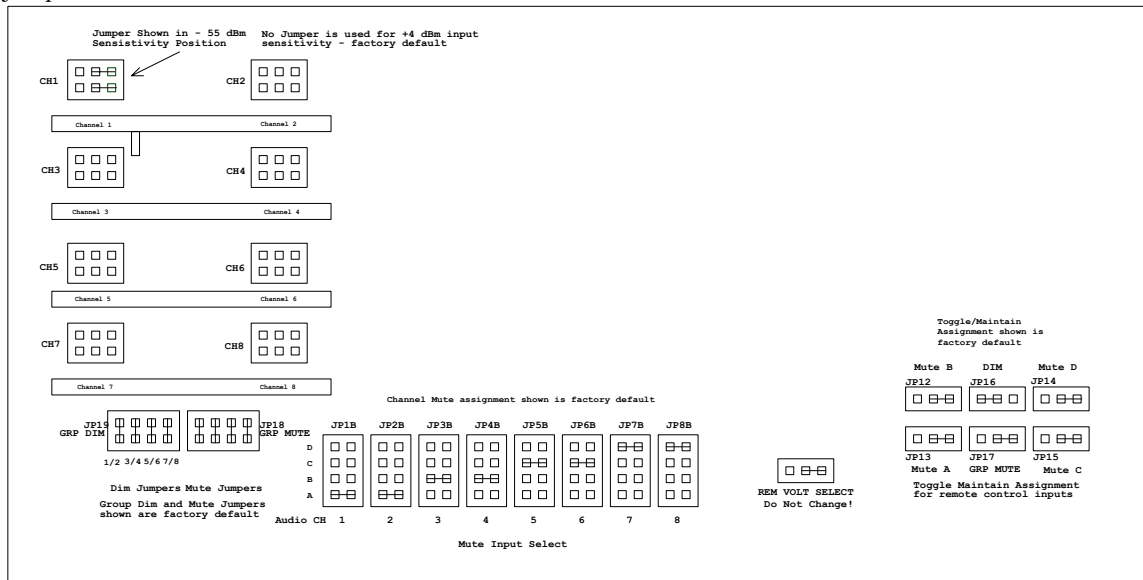 Jumper Shown in - 55 dBm
Sensistivity Position
No Jumper is used for +4 dBm input
sensitivity - factory default
CH1
CH2
Channel 1
Channel 2
CH3
CH4
Channel 3
Channel 4
CH5
CH6
Channel 5
Channel 6
CH7
CH8
Channel 7
Channel 8
Toggle/Maintain
Assignment shown is
factory default
Mute B
DIM
Mute D
JP12
JP16
JP14
JP13
JP17
JP15
Mute A
GRP MUTE
Mute C
Toggle Maintain Assignment
for remote control inputs
Channel Mute assignment shown is factory default
JP19
GRP DIM
JP18
GRP MUTE
1/2 3/4 5/6 7/8
Dim Jumpers
Mute Jumpers
Group Dim and Mute Jumpers
shown are factory default
JP1B
JP2B
JP3B
JP4B
JP5B
JP6B
JP7B
JP8B
D
C
B
A
Audio CH
1
2
3
4
5
6
7
8
Mute Input Select
REM VOLT SELECT
Do Not Change!